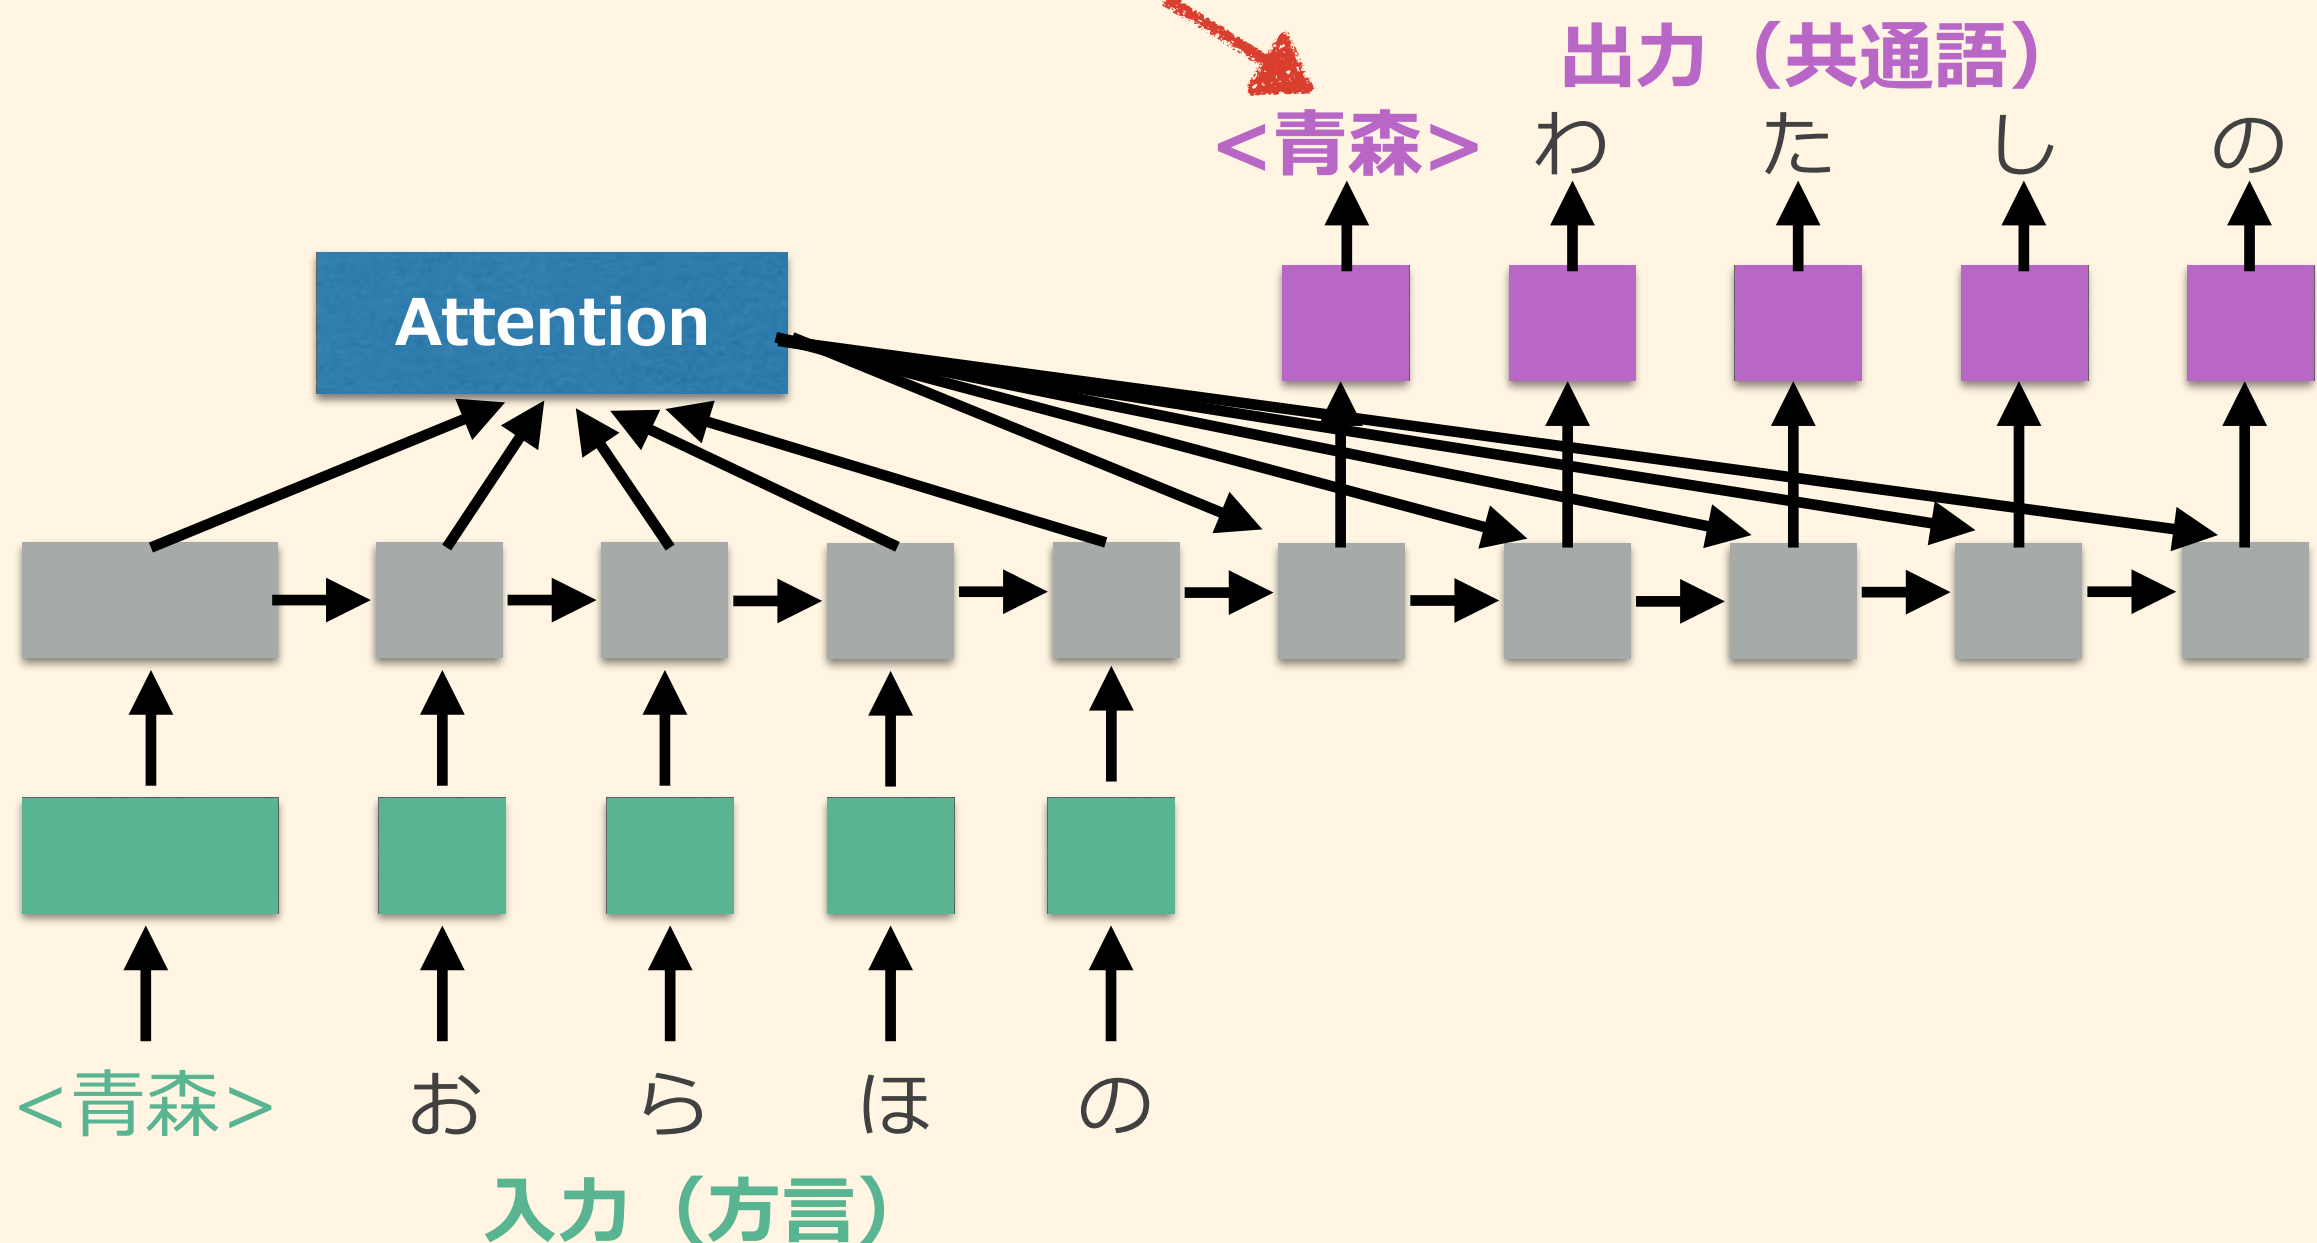 出力（共通語）
<青森> わ た し の
Attention
<青森> お ら ほ の
入力（方言）